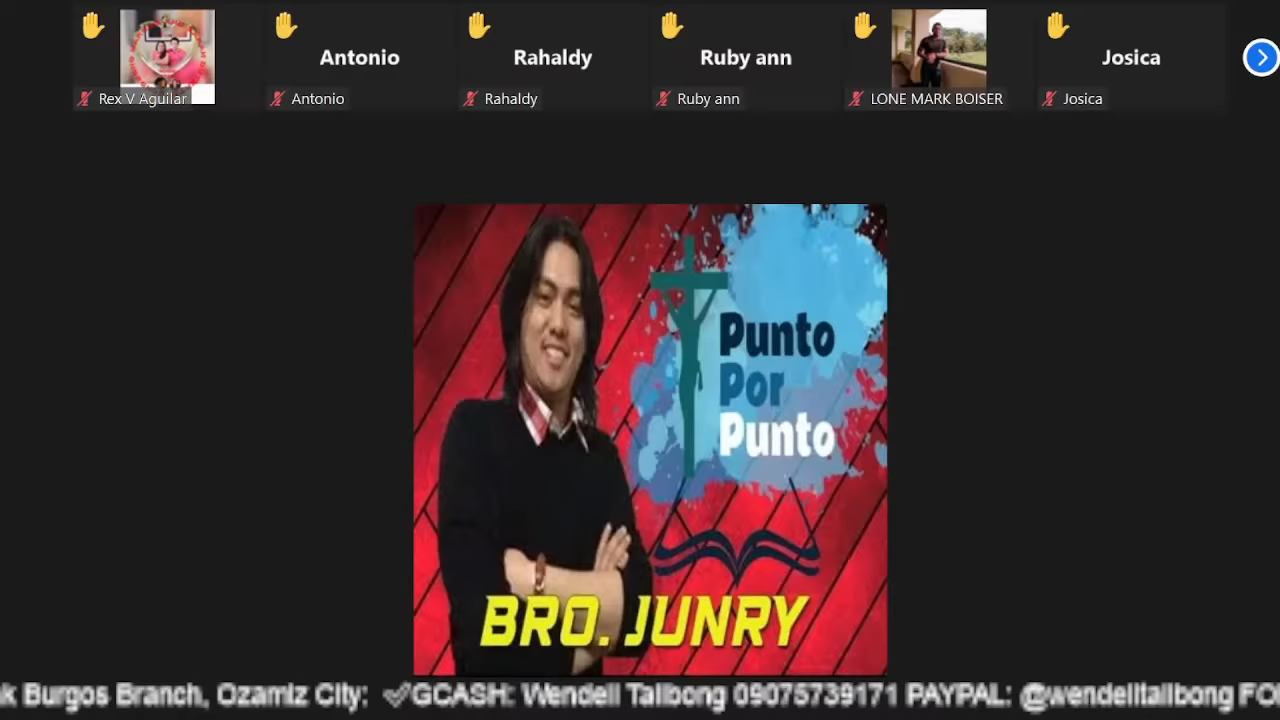 Antonio
Rahaldy
Ruby ann
Josica
Rex V Aguilar
Antonio
Rahaldy
Ruby ann
LONE MARK BOISER
Josica
Punto
Por
Punto
BRO. JUNRY
k Burgos Branch, Ozamiz City: ✓GCASH: Wendell Talibong 09075739171 PAYPAL: @wendelltalibong FO